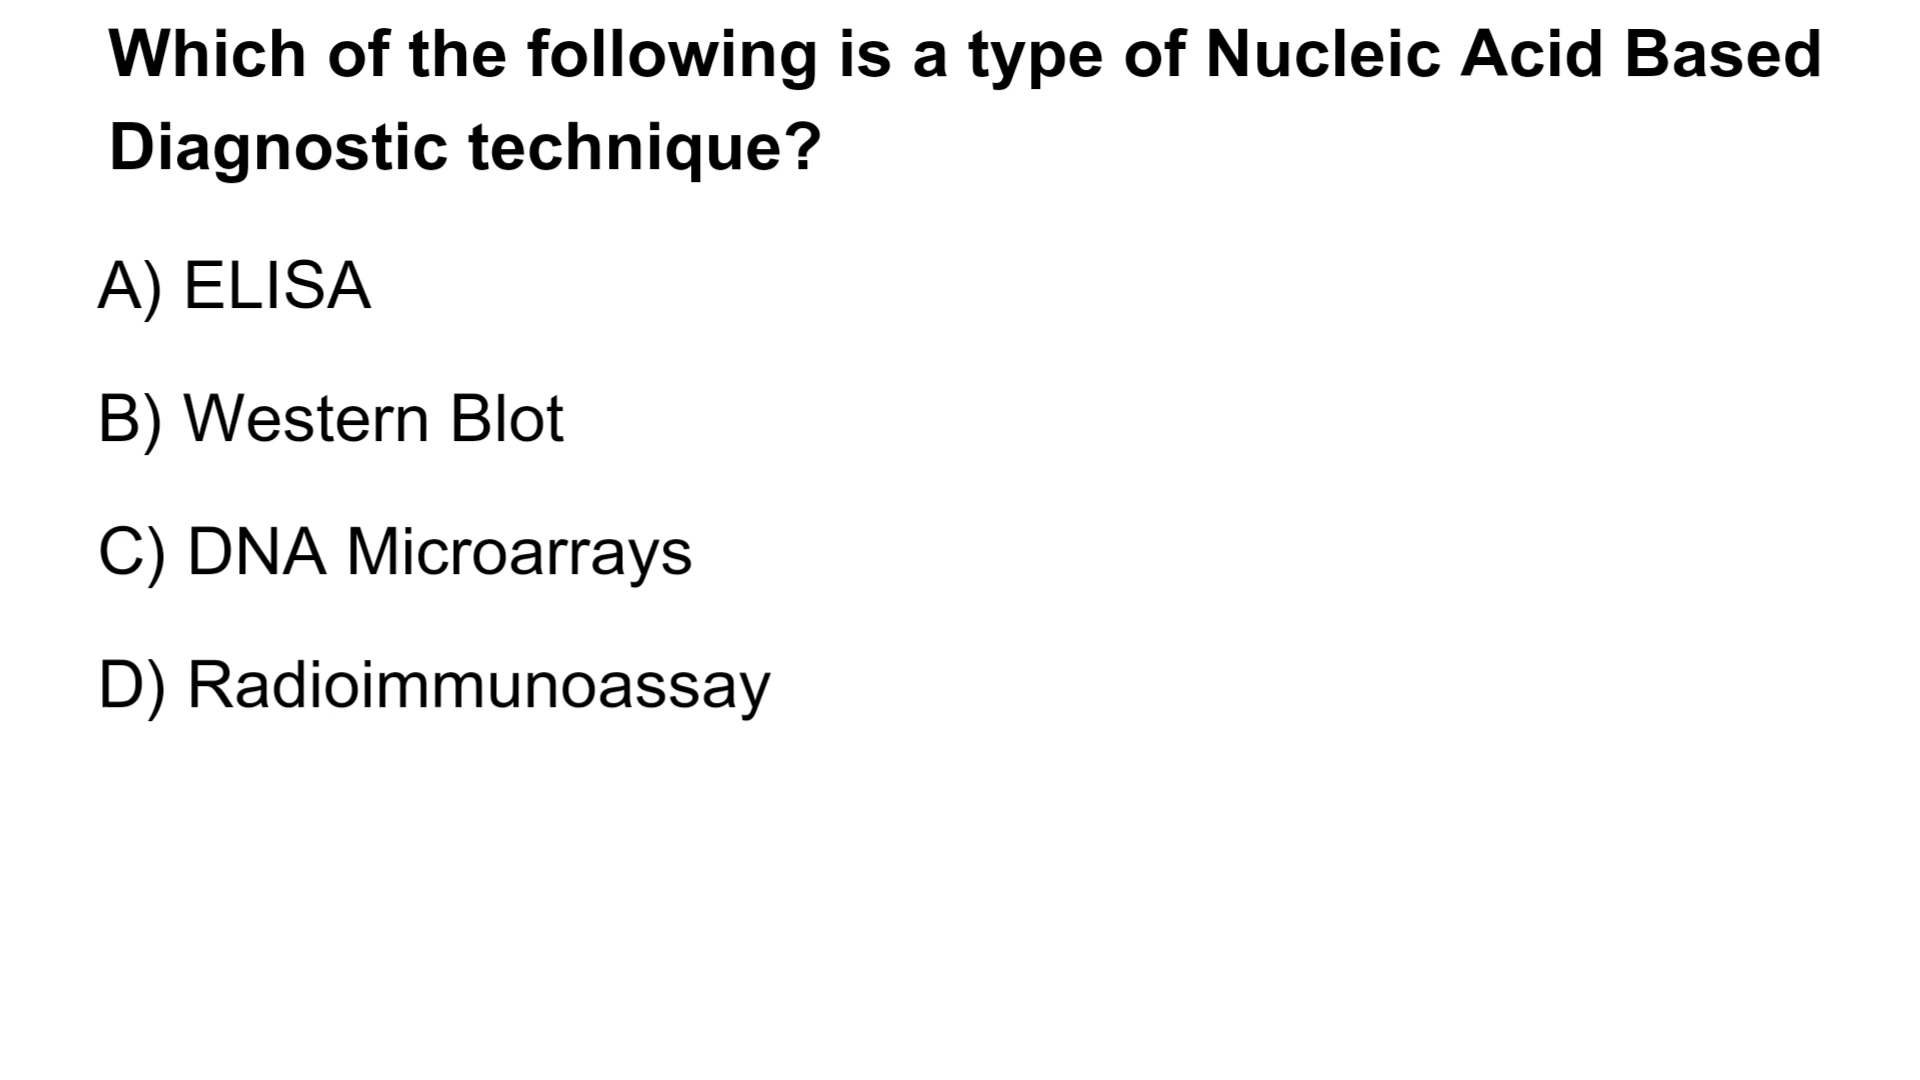 Which of the following is a type of Nucleic Acid Based
Diagnostic technique?
A) ELISA
B) Western Blot
C) DNA Microarrays
D) Radioimmunoassay